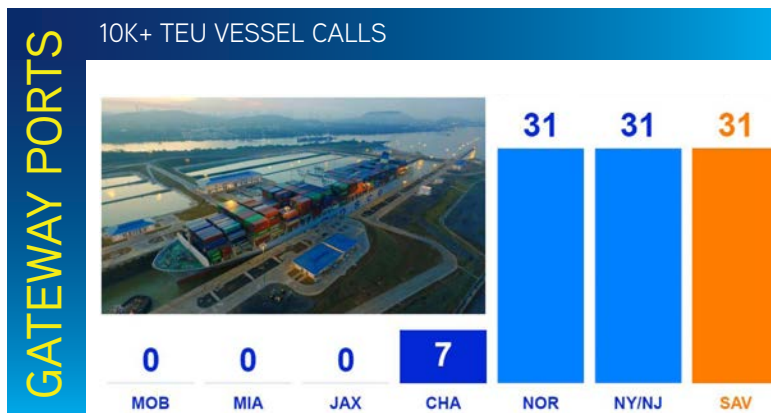 GATEWAY PORTS
10K+ TEU VESSEL CALLS
31 31 31
0 0 0 7
MOB MIA JAX CHA NOR NY/NJ SAV